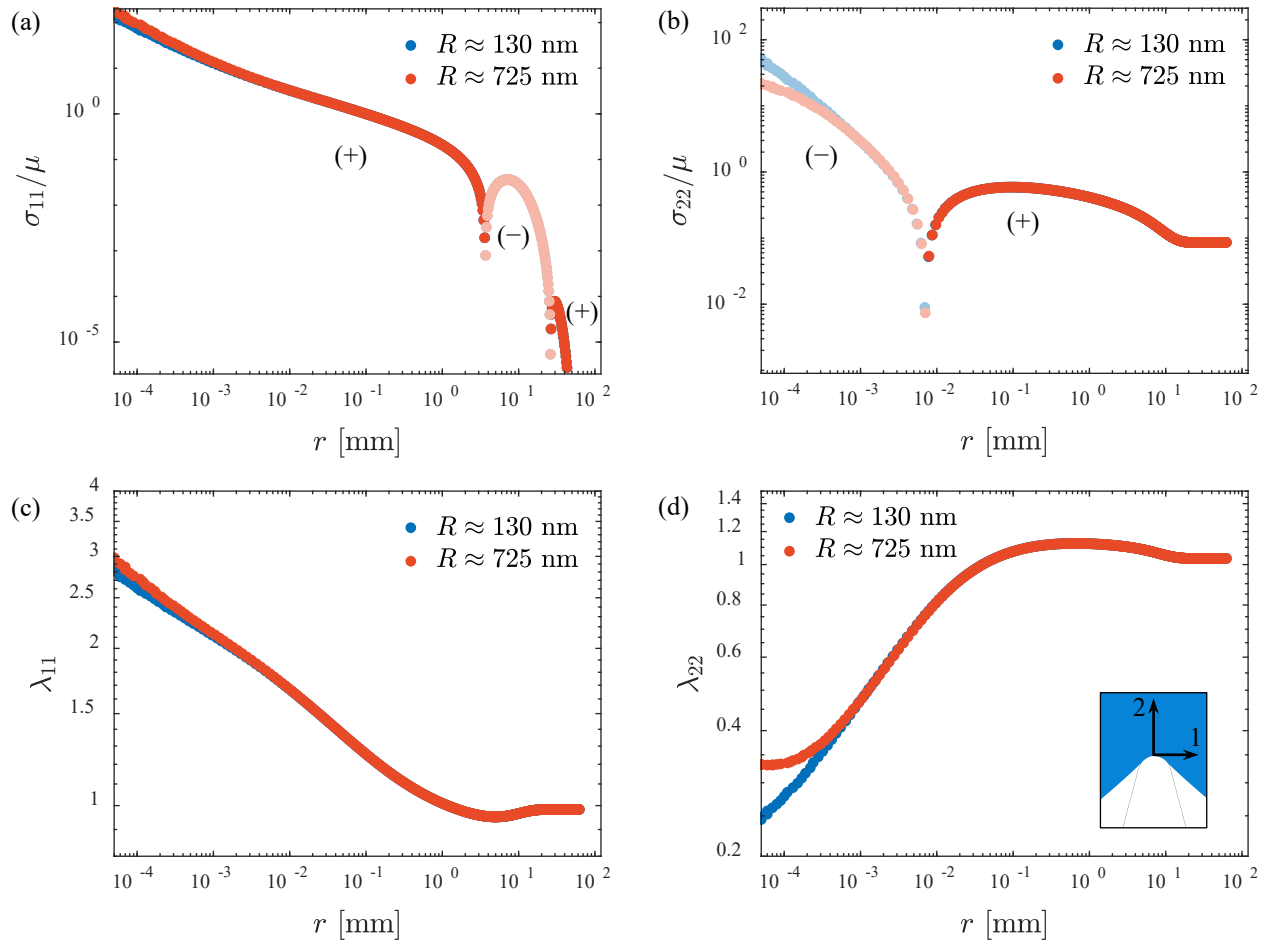 (a)
R ≈ 130 nm
R ≈ 725 nm
10^0
10^-5
(+)
(−)
(+)
σ11/μ
10^-4 10^-3 10^-2 10^-1 10^0 10^1 10^2
r [mm]
(b)
R ≈ 130 nm
R ≈ 725 nm
10^2
10^0
10^-2
(−)
(+)
σ22/μ
10^-4 10^-3 10^-2 10^-1 10^0 10^1 10^2
r [mm]
(c)
R ≈ 130 nm
R ≈ 725 nm
4
3
2.5
2
1.5
1
λ11
10^-4 10^-3 10^-2 10^-1 10^0 10^1 10^2
r [mm]
(d)
R ≈ 130 nm
R ≈ 725 nm
1.4
1.2
1
0.8
0.6
0.4
0.2
λ22
2
1
10^-4 10^-3 10^-2 10^-1 10^0 10^1 10^2
r [mm]